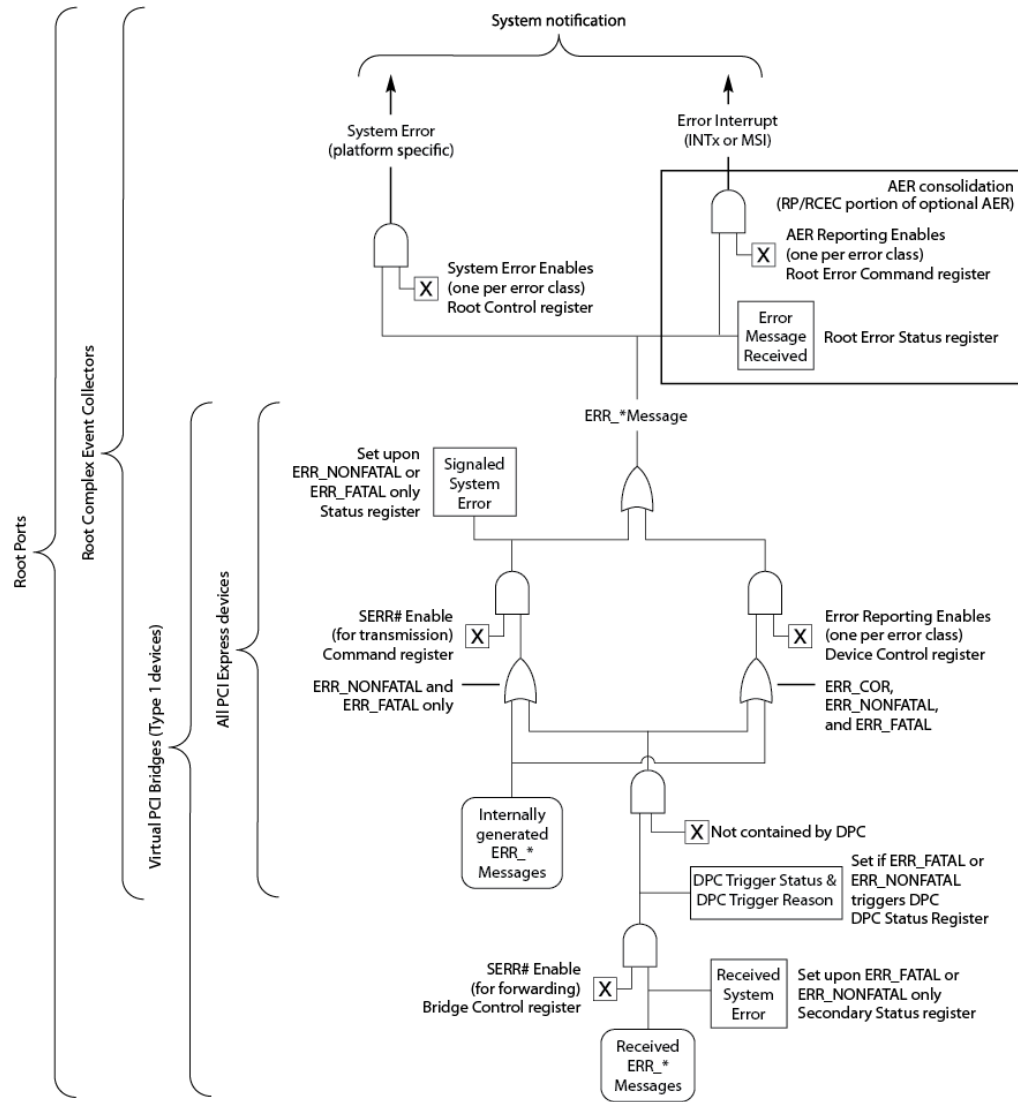 System notification
System Error
(platform specific)
Error Interrupt
(INTx or MSI)
AER consolidation
(RP/RCEC portion of optional AER)
X
System Error Enables
(one per error class)
Root Control register
X
AER Reporting Enables
(one per error class)
Root Error Command register
Error
Message
Received
Root Error Status register
ERR_*Message
Set upon
ERR_NONFATAL or
ERR_FATAL only
Status register
Signaled
System
Error
SERR# Enable
(for transmission)
Command register
X
X
Error Reporting Enables
(one per error class)
Device Control register
ERR_NONFATAL and
ERR_FATAL only
ERR_COR,
ERR_NONFATAL,
and ERR_FATAL
Internally
generated
ERR_*
Messages
X
Not contained by DPC
DPC Trigger Status &
DPC Trigger Reason
Set if ERR_FATAL or
ERR_NONFATAL
triggers DPC
DPC Status Register
SERR# Enable
(for forwarding)
Bridge Control register
X
Received
System
Error
Set upon ERR_FATAL or
ERR_NONFATAL only
Secondary Status register
Received
ERR_*
Messages
Root Ports
Root Complex Event Collectors
Virtual PCI Bridges (Type 1 devices)
All PCI Express devices